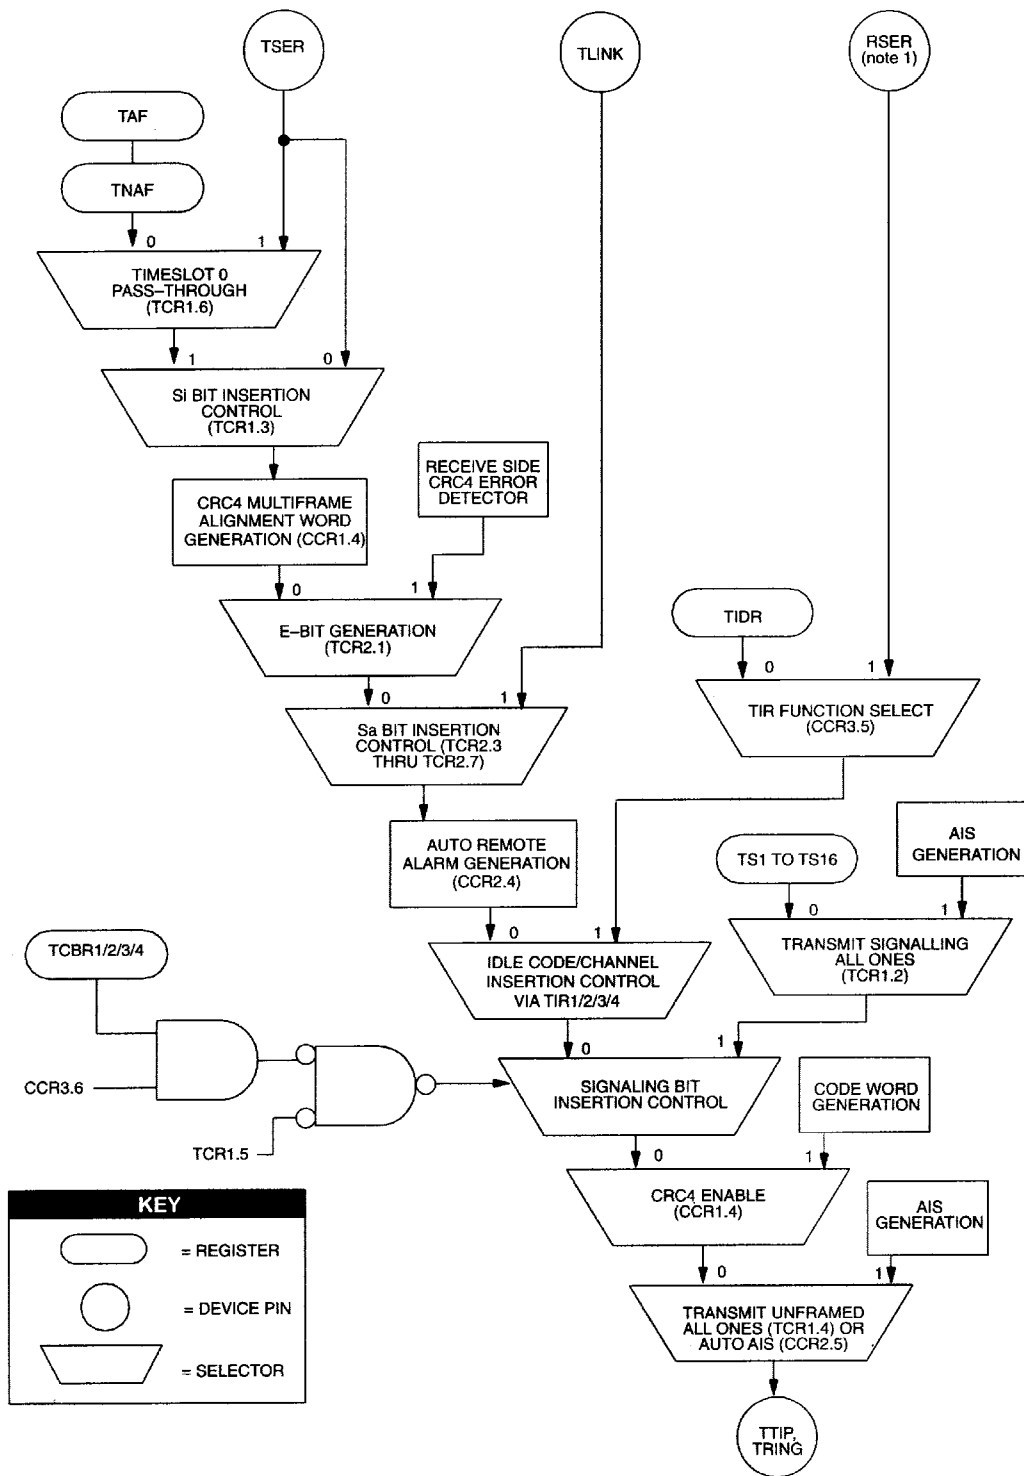 TSER
TLINK
RSER
(note 1)
TAF
TNAF
0
1
TIMESLOT 0
PASS–THROUGH
(TCR1.6)
1
0
Si BIT INSERTION
CONTROL
(TCR1.3)
RECEIVE SIDE
CRC4 ERROR
DETECTOR
CRC4 MULTIFRAME
ALIGNMENT WORD
GENERATION (CCR1.4)
0
1
E–BIT GENERATION
(TCR2.1)
TIDR
0
1
TIR FUNCTION SELECT
(CCR3.5)
0
1
Sa BIT INSERTION
CONTROL (TCR2.3
THRU TCR2.7)
AUTO REMOTE
ALARM GENERATION
(CCR2.4)
TS1 TO TS16
AIS
GENERATION
0
1
TRANSMIT SIGNALLING
ALL ONES
(TCR1.2)
0
1
IDLE CODE/CHANNEL
INSERTION CONTROL
VIA TIR1/2/3/4
TCBR1/2/3/4
CCR3.6
TCR1.5
0
1
SIGNALING BIT
INSERTION CONTROL
CODE WORD
GENERATION
0
1
CRC4 ENABLE
(CCR1.4)
AIS
GENERATION
0
1
TRANSMIT UNFRAMED
ALL ONES (TCR1.4) OR
AUTO AIS (CCR2.5)
TTIP,
TRING
KEY
= REGISTER
= DEVICE PIN
= SELECTOR